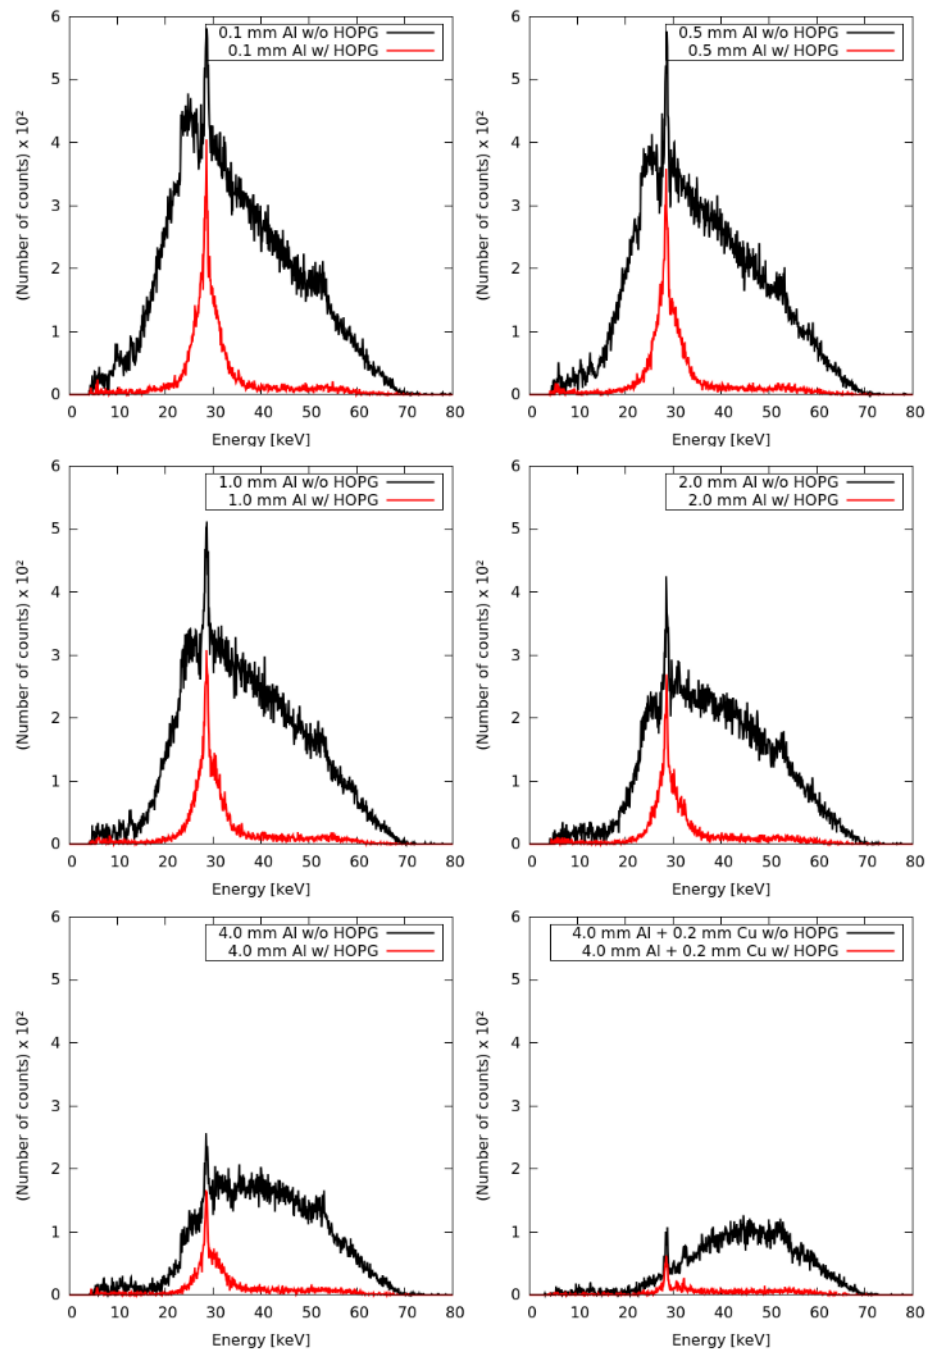 0.1 mm Al w/o HOPG
0.1 mm Al w/ HOPG
(Number of counts) x 10²
6
5
4
3
2
1
0
0 10 20 30 40 50 60 70 80
Energy [keV]
0.5 mm Al w/o HOPG
0.5 mm Al w/ HOPG
(Number of counts) x 10²
6
5
4
3
2
1
0
0 10 20 30 40 50 60 70 80
Energy [keV]
1.0 mm Al w/o HOPG
1.0 mm Al w/ HOPG
(Number of counts) x 10²
6
5
4
3
2
1
0
0 10 20 30 40 50 60 70 80
Energy [keV]
2.0 mm Al w/o HOPG
2.0 mm Al w/ HOPG
(Number of counts) x 10²
6
5
4
3
2
1
0
0 10 20 30 40 50 60 70 80
Energy [keV]
4.0 mm Al w/o HOPG
4.0 mm Al w/ HOPG
(Number of counts) x 10²
6
5
4
3
2
1
0
0 10 20 30 40 50 60 70 80
Energy [keV]
4.0 mm Al + 0.2 mm Cu w/o HOPG
4.0 mm Al + 0.2 mm Cu w/ HOPG
(Number of counts) x 10²
6
5
4
3
2
1
0
0 10 20 30 40 50 60 70 80
Energy [keV]